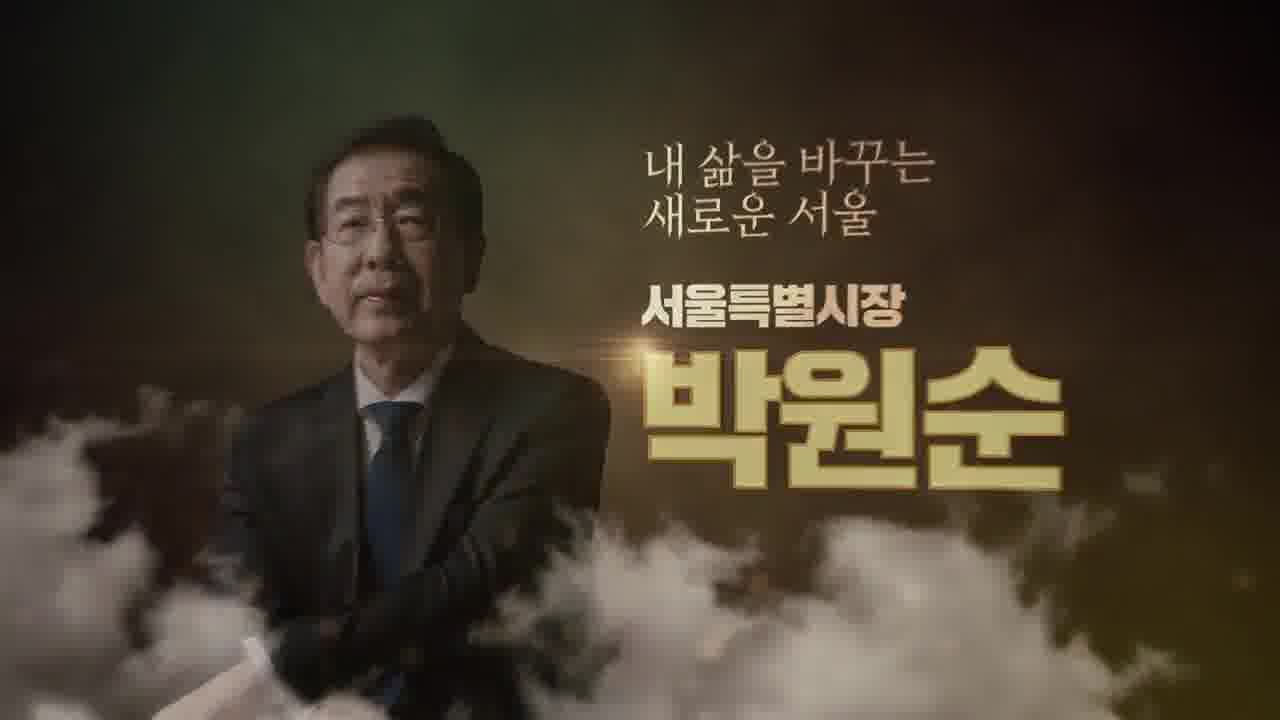 내 삶을 바꾸는
새로운 서울
서울특별시장
박원순